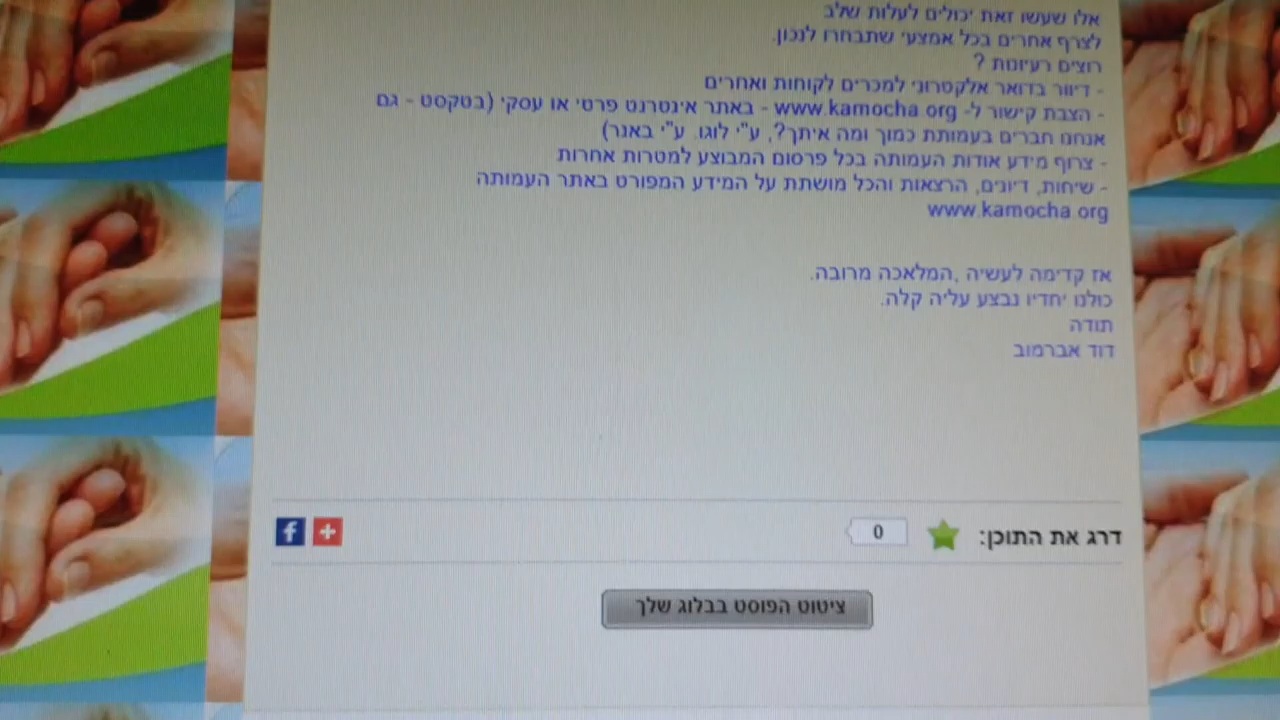 אלו שעשו זאת יכולים לעלות שלב
לצרף אחרים בכל אמצעי שתבחרו לנכון.
רוצים רעיונות ?
- דיוור בדואר אלקטרוני למכרים לקוחות ואחרים
- הצבת קישור ל- www.kamocha.org - באתר אינטרנט פרטי או עסקי (בטקסט - גם
אנחנו חברים בעמותת כמוך ומה איתך?, ע"י לוגו, ע"י באנר)
- צרוף מידע אודות העמותה בכל פרסום המבוצע למטרות אחרות
- שיחות, דיונים, הרצאות והכל מושתת על המידע המפורט באתר העמותה
www.kamocha.org
אז קדימה לעשיה ,המלאכה מרובה.
כולנו יחדיו נבצע עליה קלה.
תודה
דוד אברמוב
דרג את התוכן: 0
ציטוט הפוסט בבלוג שלך